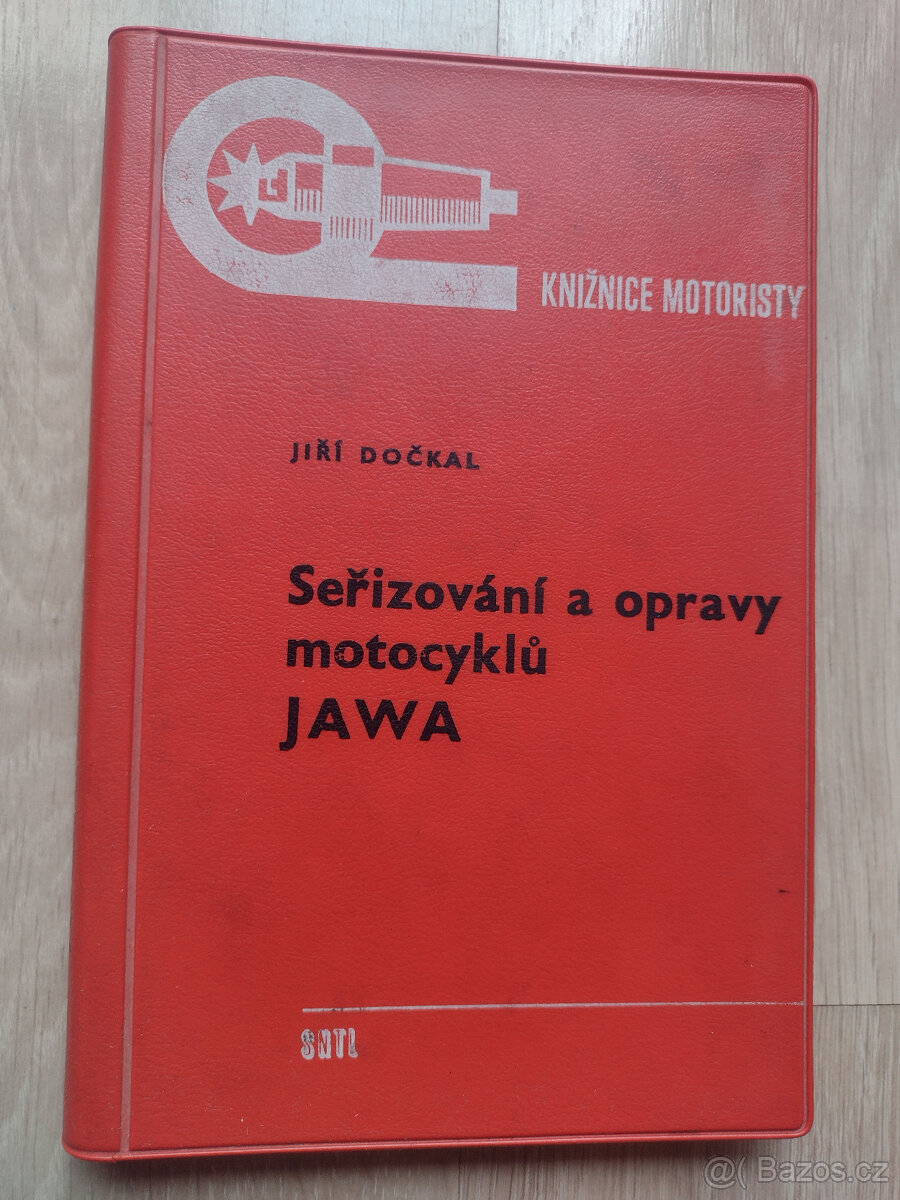 KNIŽNICE MOTORISTY
JIŘÍ DOČKAL
Seřizování a opravy
motocyklů
JAWA
SNTL
@( Bazos.cz